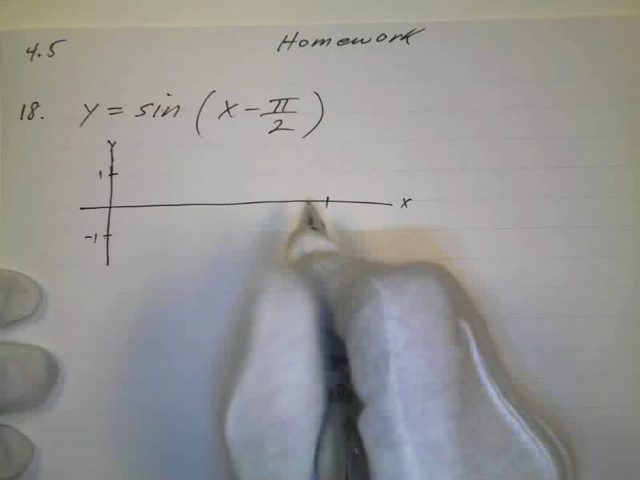 4.5 Homework
18. y = sin (x - π/2)
Y
1
X
-1